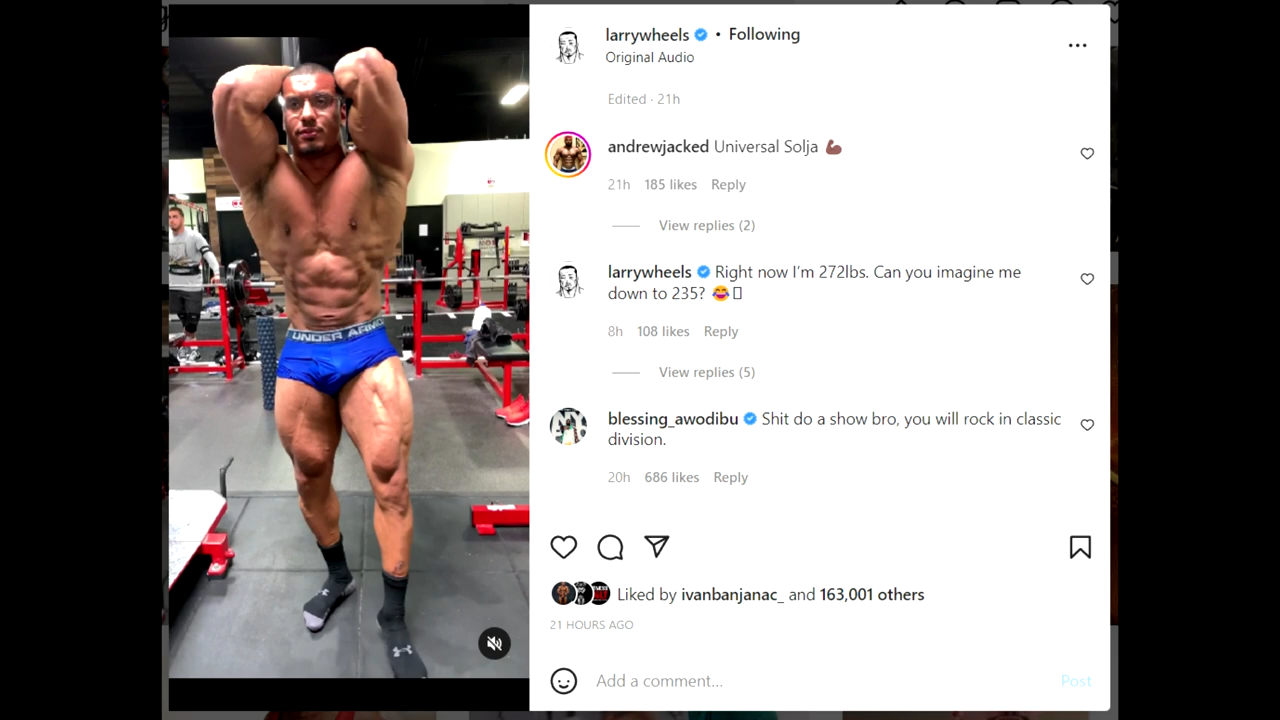 larrywheels • Following
Original Audio
Edited · 21h
andrewjacked Universal Solja 💪🏾
21h 185 likes Reply
View replies (2)
larrywheels Right now I'm 272lbs. Can you imagine me
down to 235? 😂
8h 108 likes Reply
View replies (5)
blessing_awodibu Shit do a show bro, you will rock in classic
division.
20h 686 likes Reply
Liked by ivanbanjanac_ and 163,001 others
21 HOURS AGO
Add a comment...
Post
UNDER ARMO